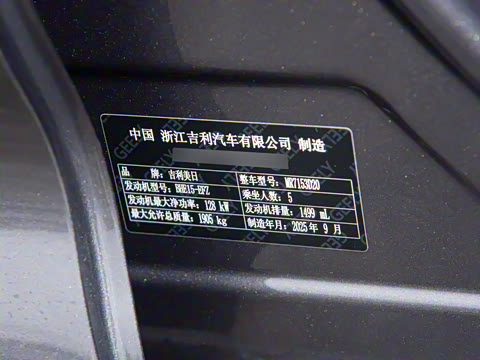 中国 浙江吉利汽车有限公司 制造
品 牌：吉利美日 整车型号：MR7153D20
发动机型号：BHE15-EFZ 乘坐人数：5
发动机最大净功率：128 kW 发动机排量：1499 mL
最大允许总质量：1905 kg 制造年月：2025 年 9 月